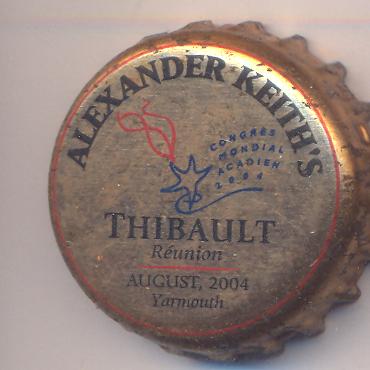 ALEXANDER KEITH'S
CONGRÈS
MONDIAL
ACADIEN
2004
THIBAULT
Réunion
AUGUST, 2004
Yarmouth